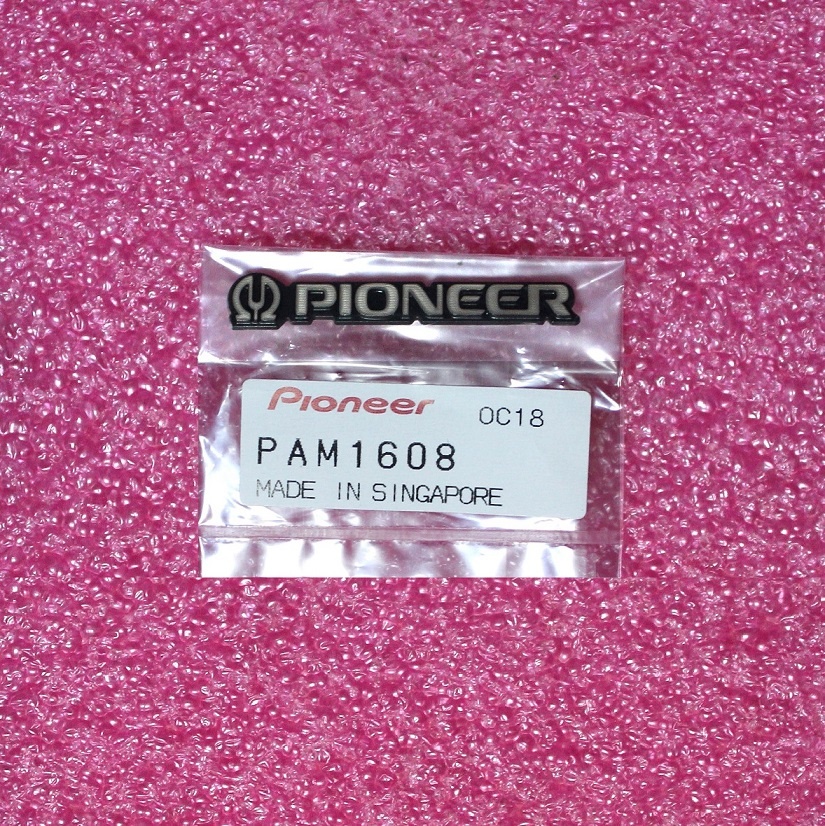 PIONEER
Pioneer
OC18
PAM1608
MADE IN SINGAPORE